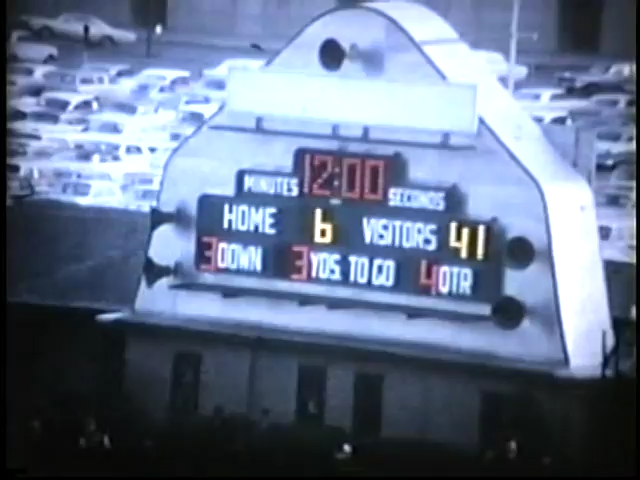 12:00
MINUTES SECONDS
HOME 6 VISITORS 41
3 DOWN 3 YDS. TO GO 4 QTR